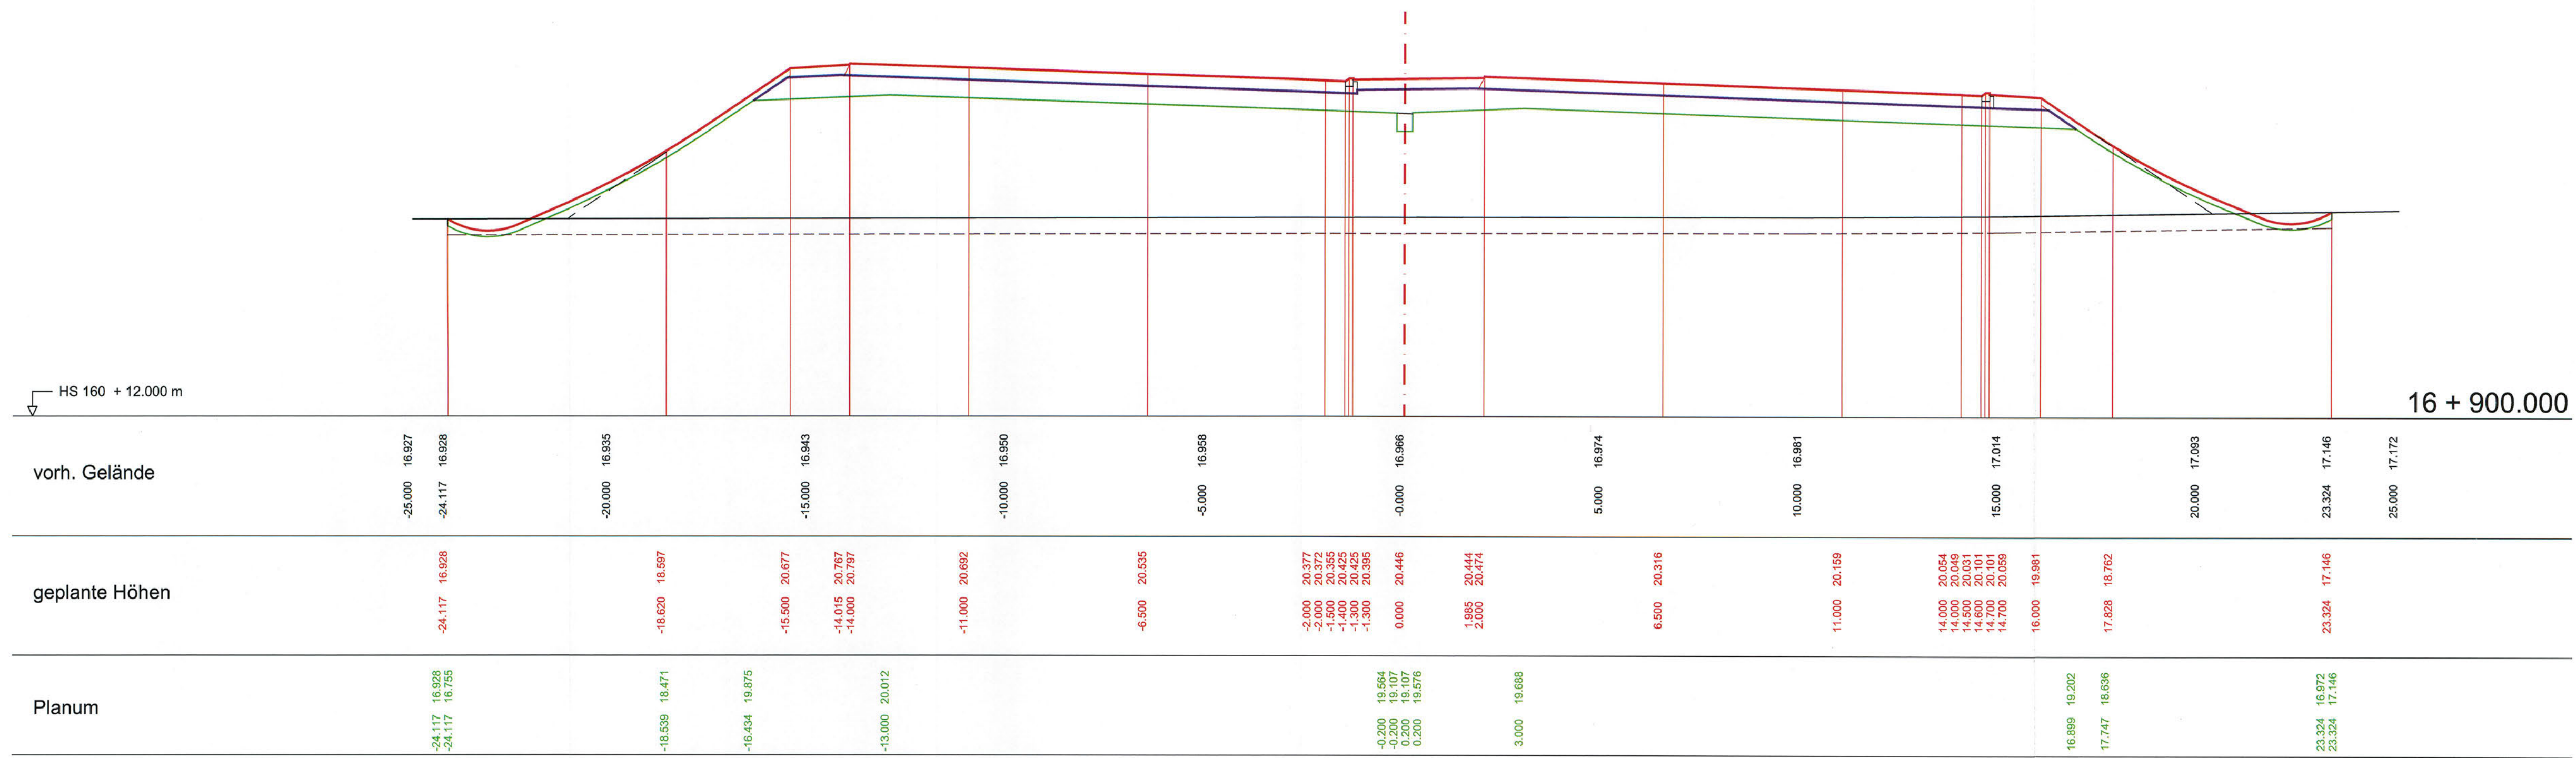 HS 160 + 12.000 m
16 + 900.000
vorh. Gelände
16.927 16.928 16.935 16.943 16.950 16.958 16.966 16.974 16.981 17.014 17.093 17.146 17.172
-25.000 -24.117 -20.000 -15.000 -10.000 -5.000 -0.000 5.000 10.000 15.000 20.000 23.324 25.000
geplante Höhen
16.928 18.597 20.677 20.767 20.797 20.692 20.535 20.377 20.372 20.355 20.425 20.425 20.395 20.446 20.444 20.474 20.316 20.159 20.054 20.049 20.031 20.101 20.101 20.059 19.981 18.762 17.146
-24.117 -18.620 -15.500 -14.015 -14.000 -11.000 -6.500 -2.000 -2.000 -1.500 -1.400 -1.300 -1.300 0.000 1.985 2.000 6.500 11.000 14.000 14.000 14.500 14.600 14.700 14.700 16.000 17.828 23.324
Planum
16.928 16.755 18.471 19.875 20.012 19.564 19.107 19.107 19.576 19.688 19.202 18.636 16.972 17.146
-24.117 -24.117 -18.539 -16.434 -13.000 -0.200 -0.200 0.200 0.200 3.000 16.899 17.747 23.324 23.324